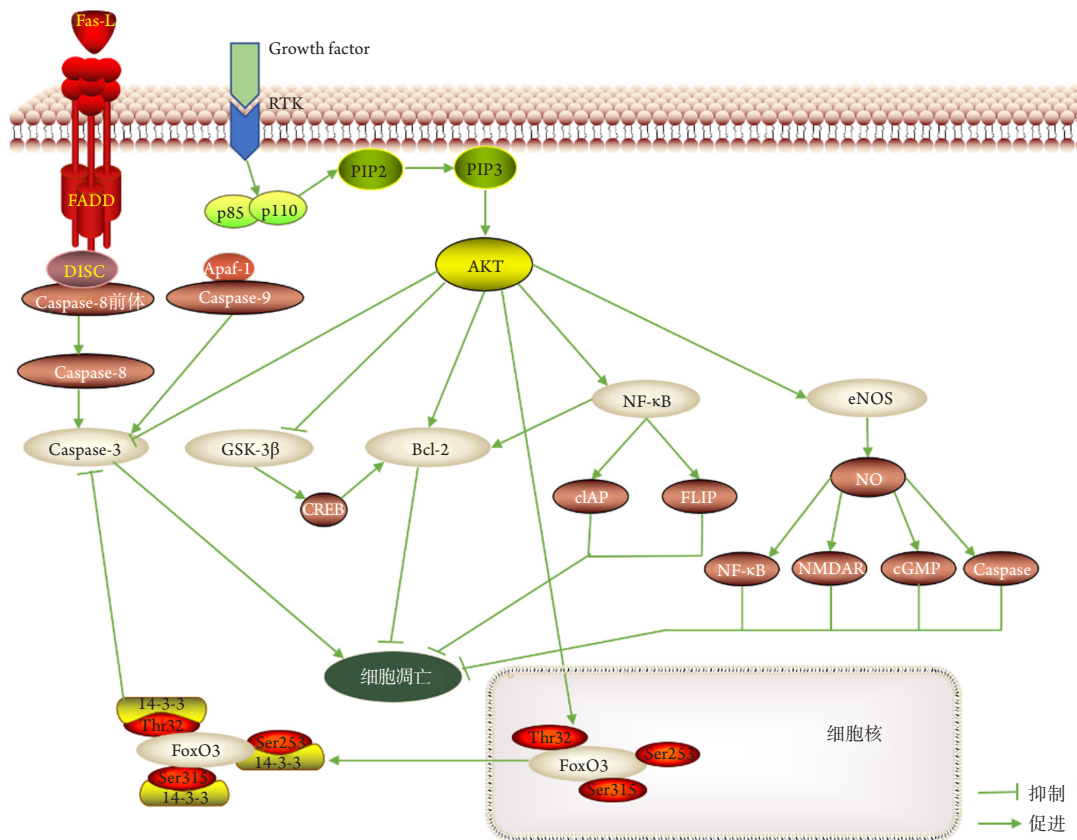 Fas-L
Growth factor
RTK
FADD
p85
p110
PIP2
PIP3
DISC
Caspase-8前体
Apaf-1
Caspase-9
AKT
Caspase-8
Caspase-3
GSK-3β
Bcl-2
NF-κB
eNOS
CREB
clAP
FLIP
NO
NF-κB
NMDAR
cGMP
Caspase
细胞凋亡
细胞核
14-3-3
Thr32
FoxO3
Ser253
14-3-3
Ser315
14-3-3
Thr32
FoxO3
Ser253
Ser315
抑制
促进